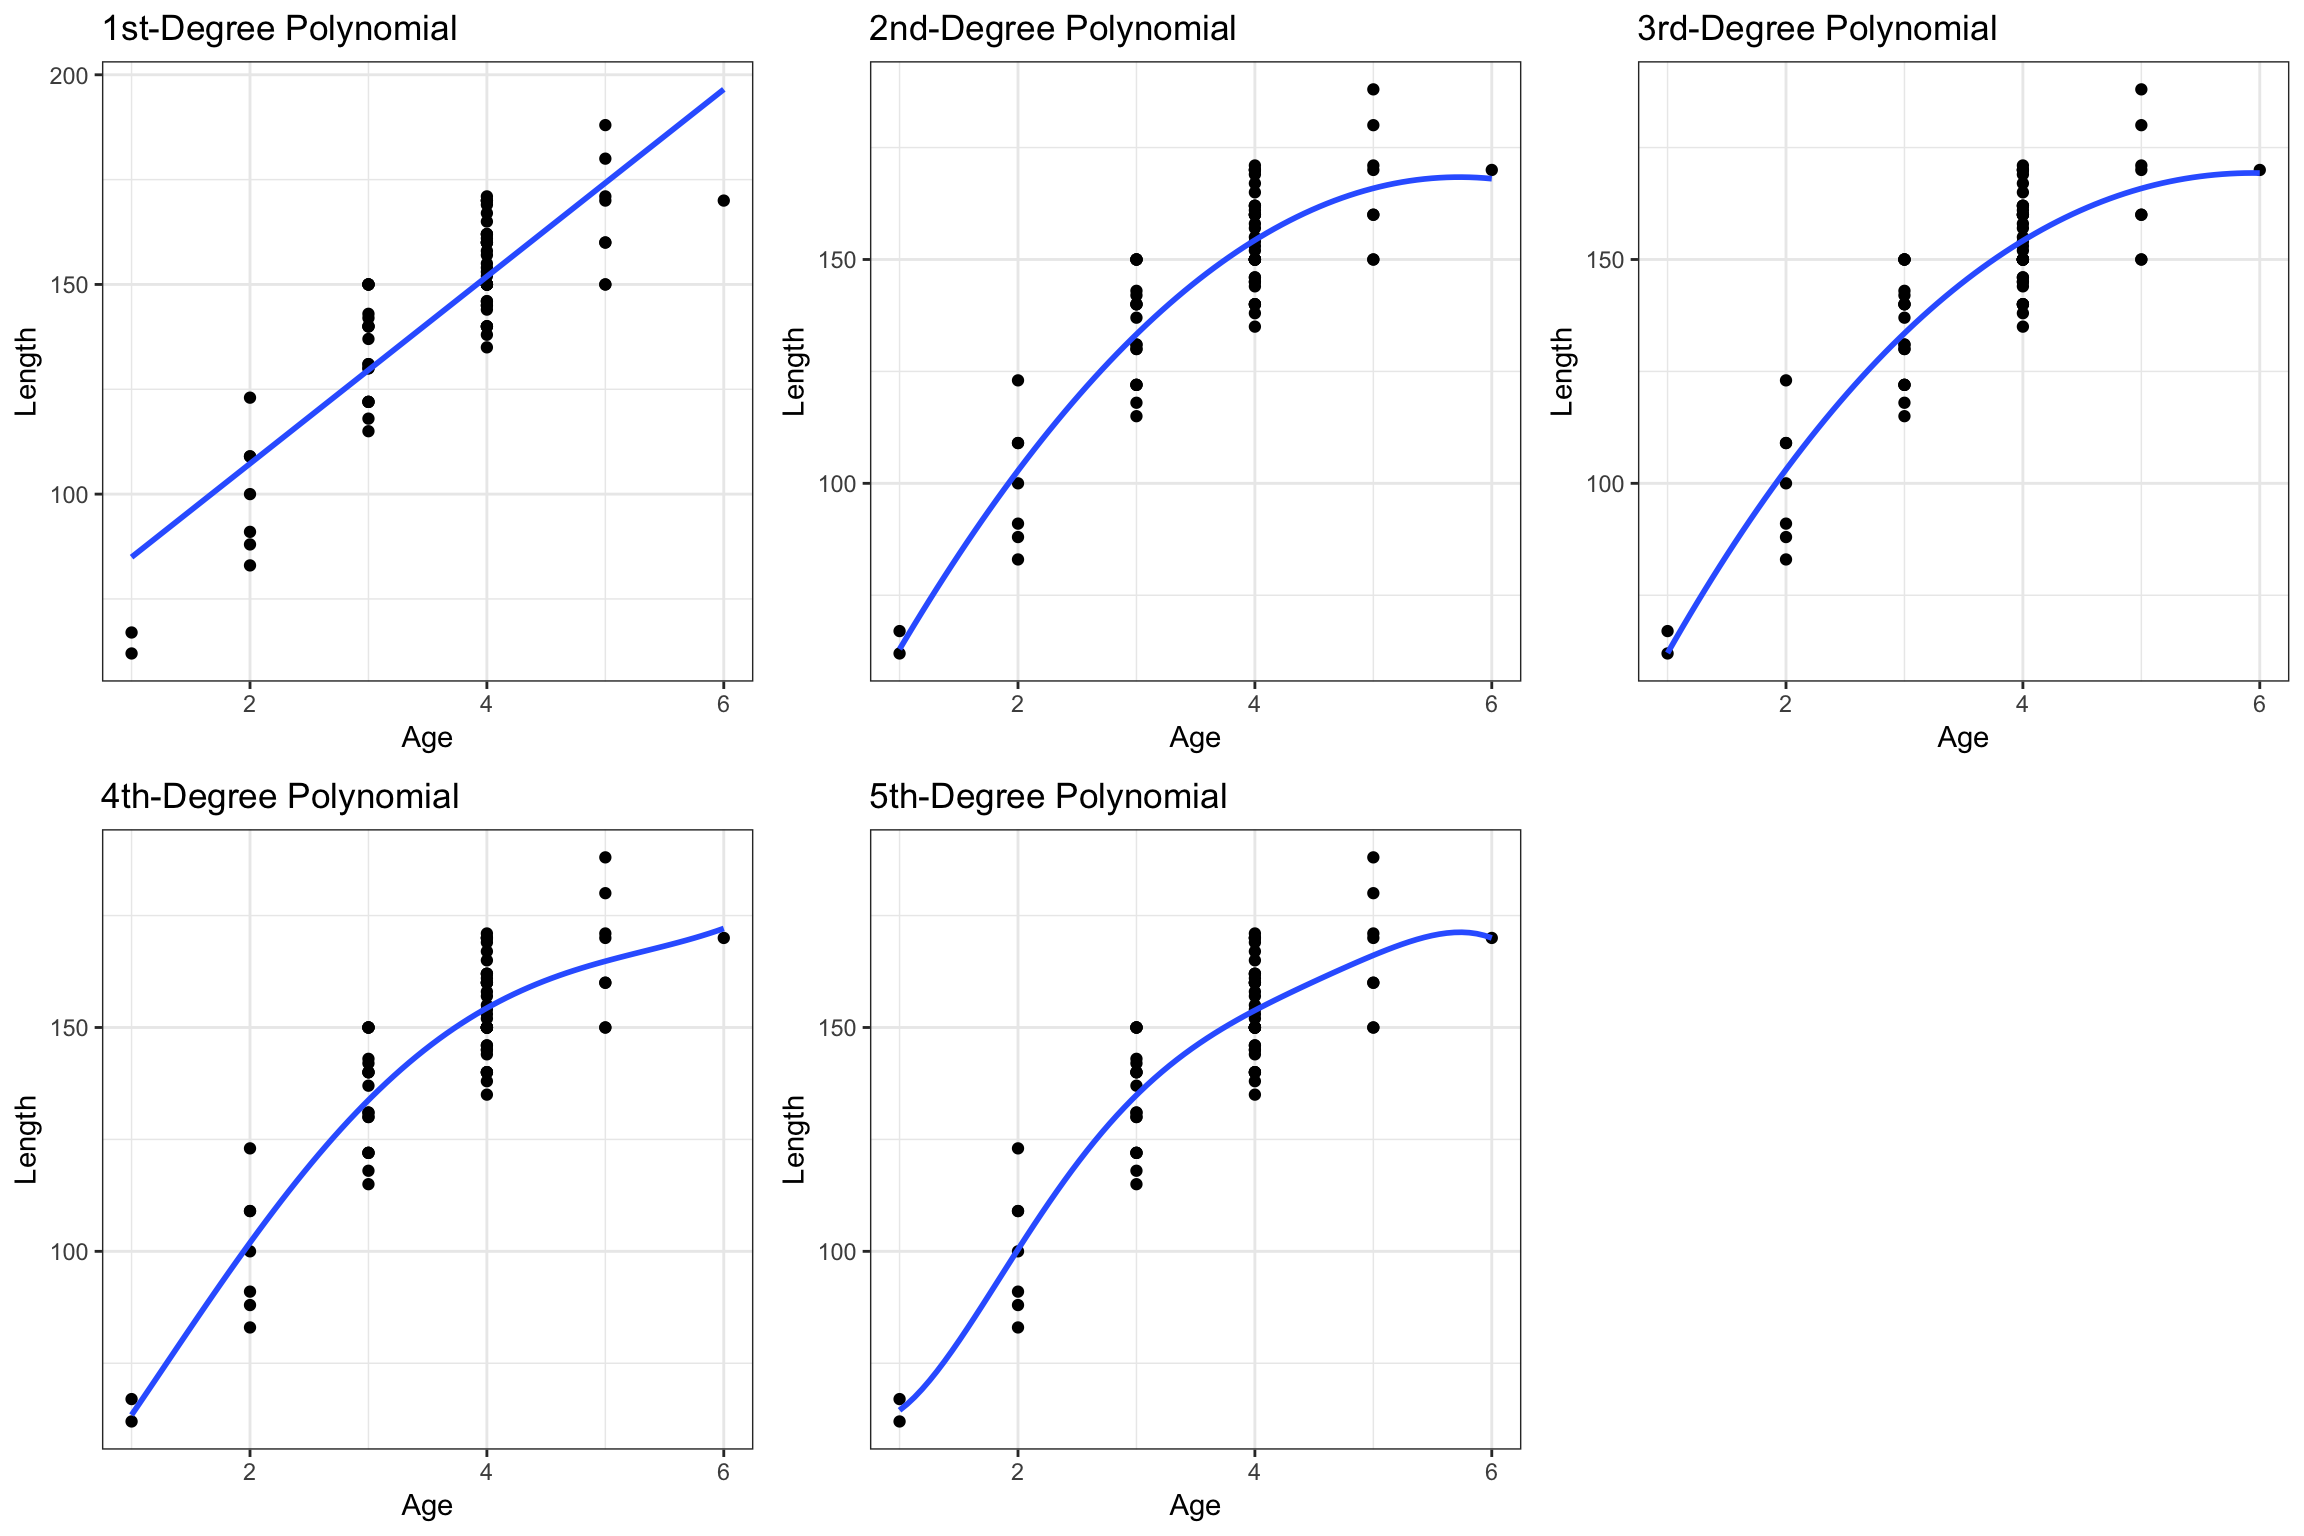 1st-Degree Polynomial
200
150
100
Length
2 4 6
Age
2nd-Degree Polynomial
150
100
Length
2 4 6
Age
3rd-Degree Polynomial
150
100
Length
2 4 6
Age
4th-Degree Polynomial
150
100
Length
2 4 6
Age
5th-Degree Polynomial
150
100
Length
2 4 6
Age